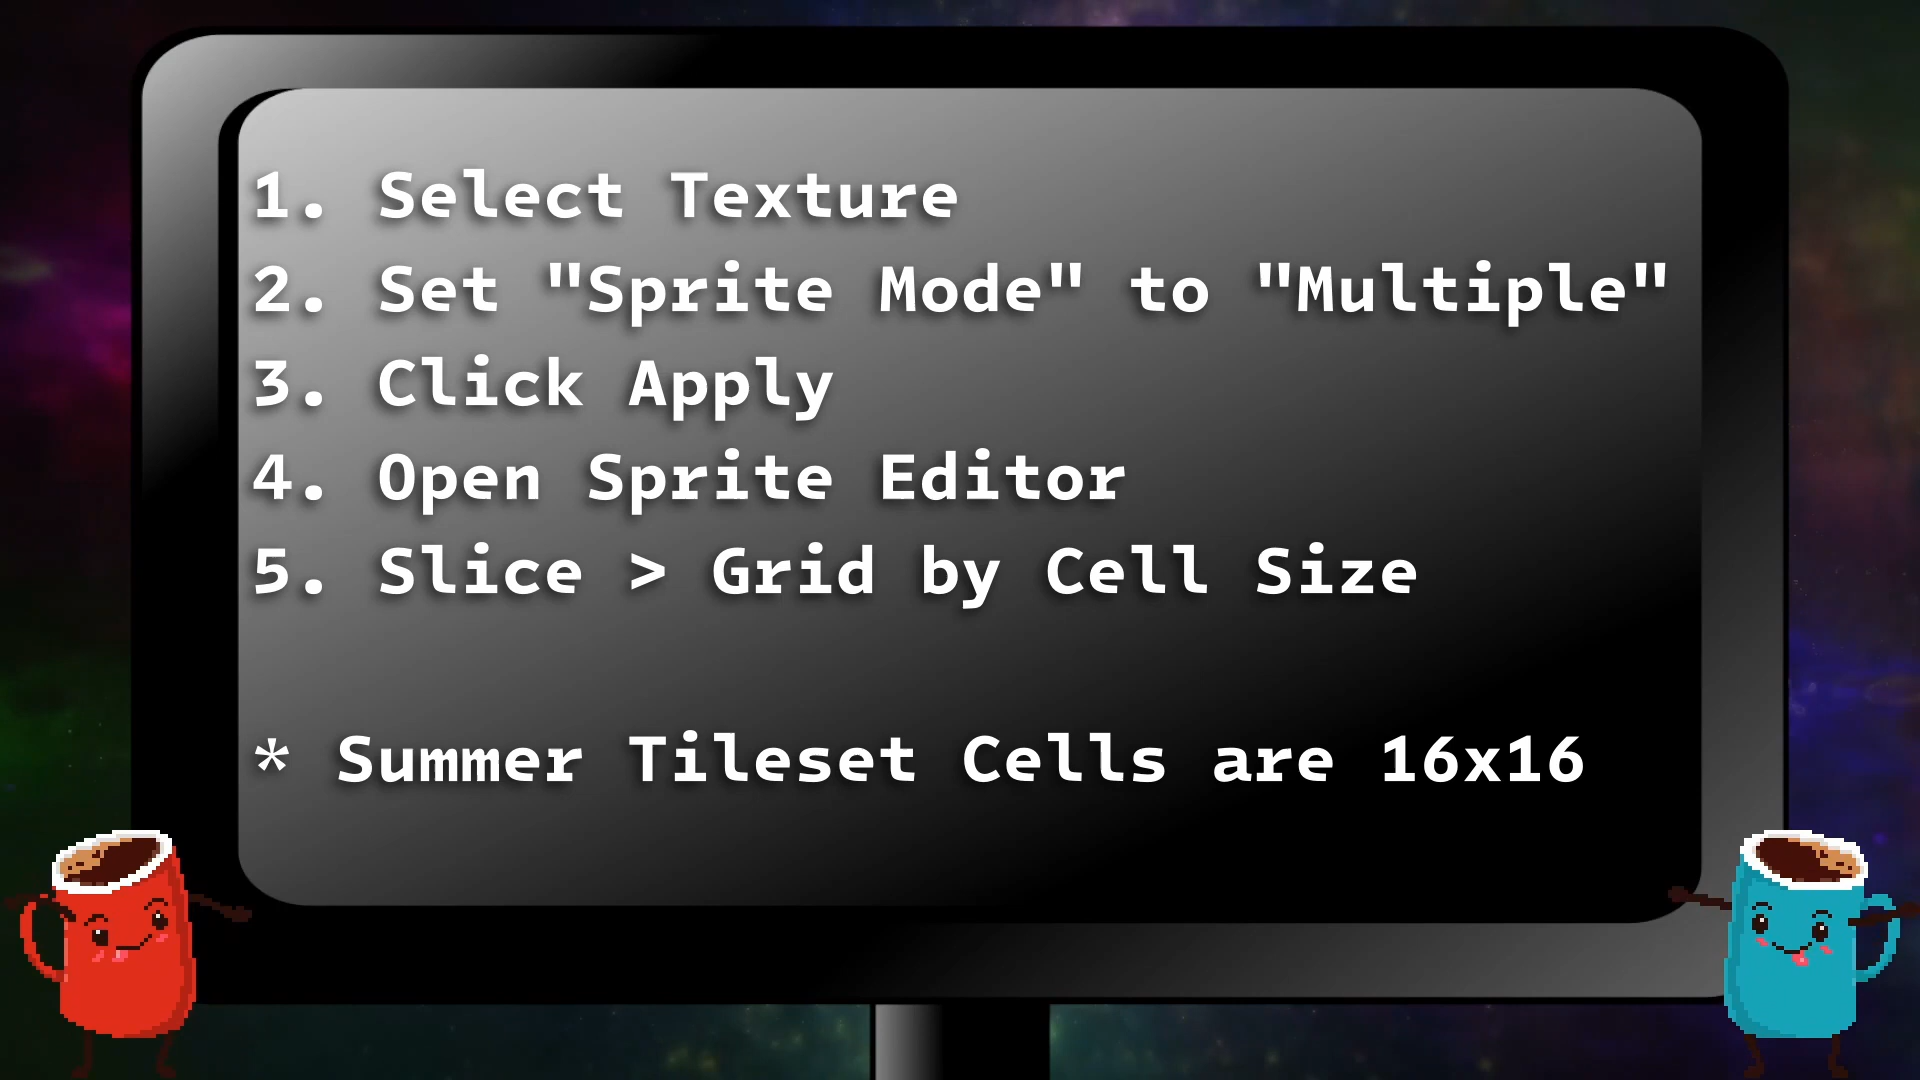 1. Select Texture
2. Set "Sprite Mode" to "Multiple"
3. Click Apply
4. Open Sprite Editor
5. Slice > Grid by Cell Size
* Summer Tileset Cells are 16x16